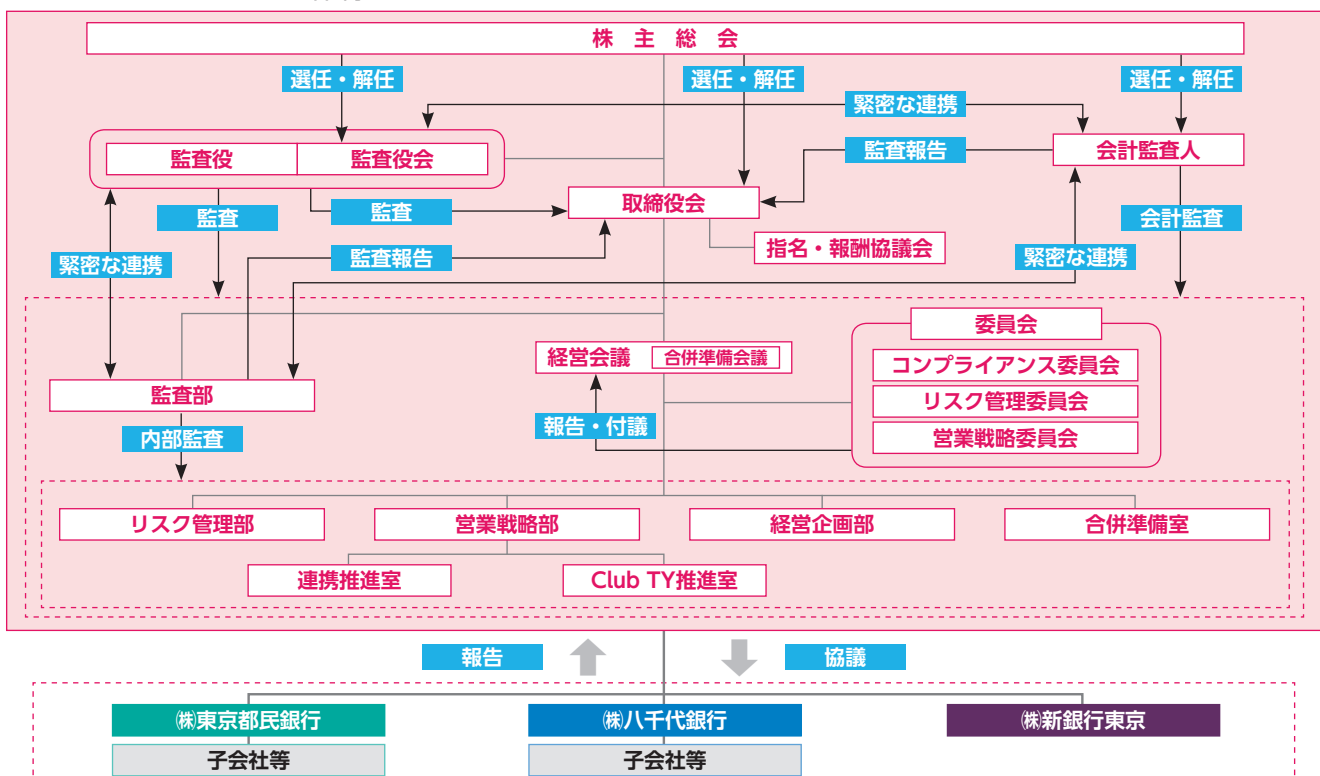 株主総会
選任・解任
選任・解任
選任・解任
緊密な連携
監査役
監査役会
監査報告
会計監査人
取締役会
監査
監査
会計監査
指名・報酬協議会
緊密な連携
監査報告
緊密な連携
委員会
経営会議
合併準備会議
コンプライアンス委員会
監査部
リスク管理委員会
報告・付議
内部監査
営業戦略委員会
リスク管理部
営業戦略部
経営企画部
合併準備室
連携推進室
Club TY推進室
報告
協議
㈱東京都民銀行
㈱八千代銀行
㈱新銀行東京
子会社等
子会社等